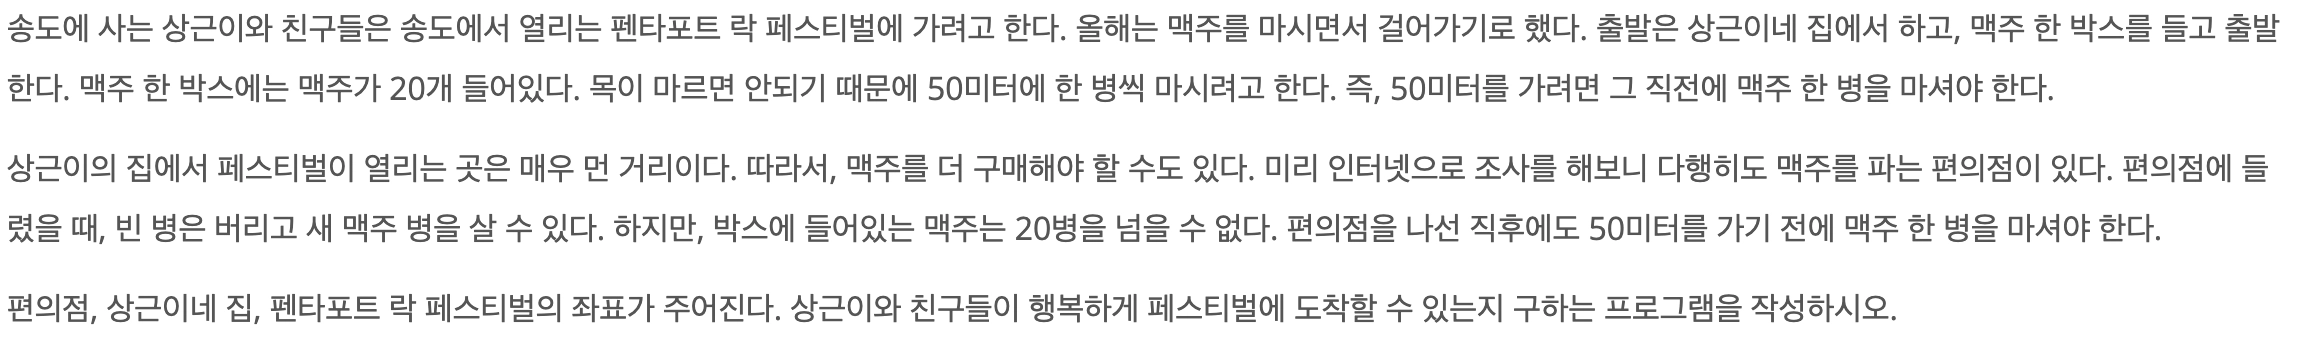 송도에 사는 상근이와 친구들은 송도에서 열리는 펜타포트 락 페스티벌에 가려고 한다. 올해는 맥주를 마시면서 걸어가기로 했다. 출발은 상근이네 집에서 하고, 맥주 한 박스를 들고 출발
한다. 맥주 한 박스에는 맥주가 20개 들어있다. 목이 마르면 안되기 때문에 50미터에 한 병씩 마시려고 한다. 즉, 50미터를 가려면 그 직전에 맥주 한 병을 마셔야 한다.
상근이의 집에서 페스티벌이 열리는 곳은 매우 먼 거리이다. 따라서, 맥주를 더 구매해야 할 수도 있다. 미리 인터넷으로 조사를 해보니 다행히도 맥주를 파는 편의점이 있다. 편의점에 들
렸을 때, 빈 병은 버리고 새 맥주 병을 살 수 있다. 하지만, 박스에 들어있는 맥주는 20병을 넘을 수 없다. 편의점을 나선 직후에도 50미터를 가기 전에 맥주 한 병을 마셔야 한다.
편의점, 상근이네 집, 펜타포트 락 페스티벌의 좌표가 주어진다. 상근이와 친구들이 행복하게 페스티벌에 도착할 수 있는지 구하는 프로그램을 작성하시오.